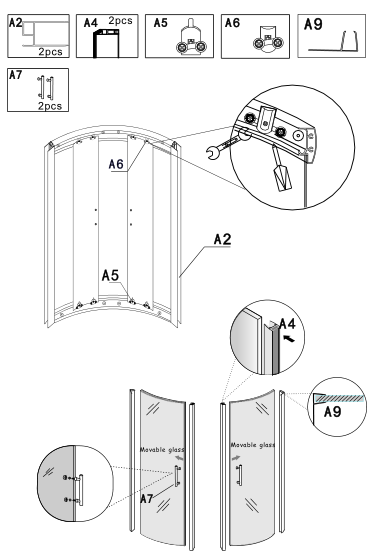 A2
2pcs
A4 2pcs
A5
A6
A9
A7
2pcs
A6
A2
A5
A4
A9
Movable glass
Movable glass
A7